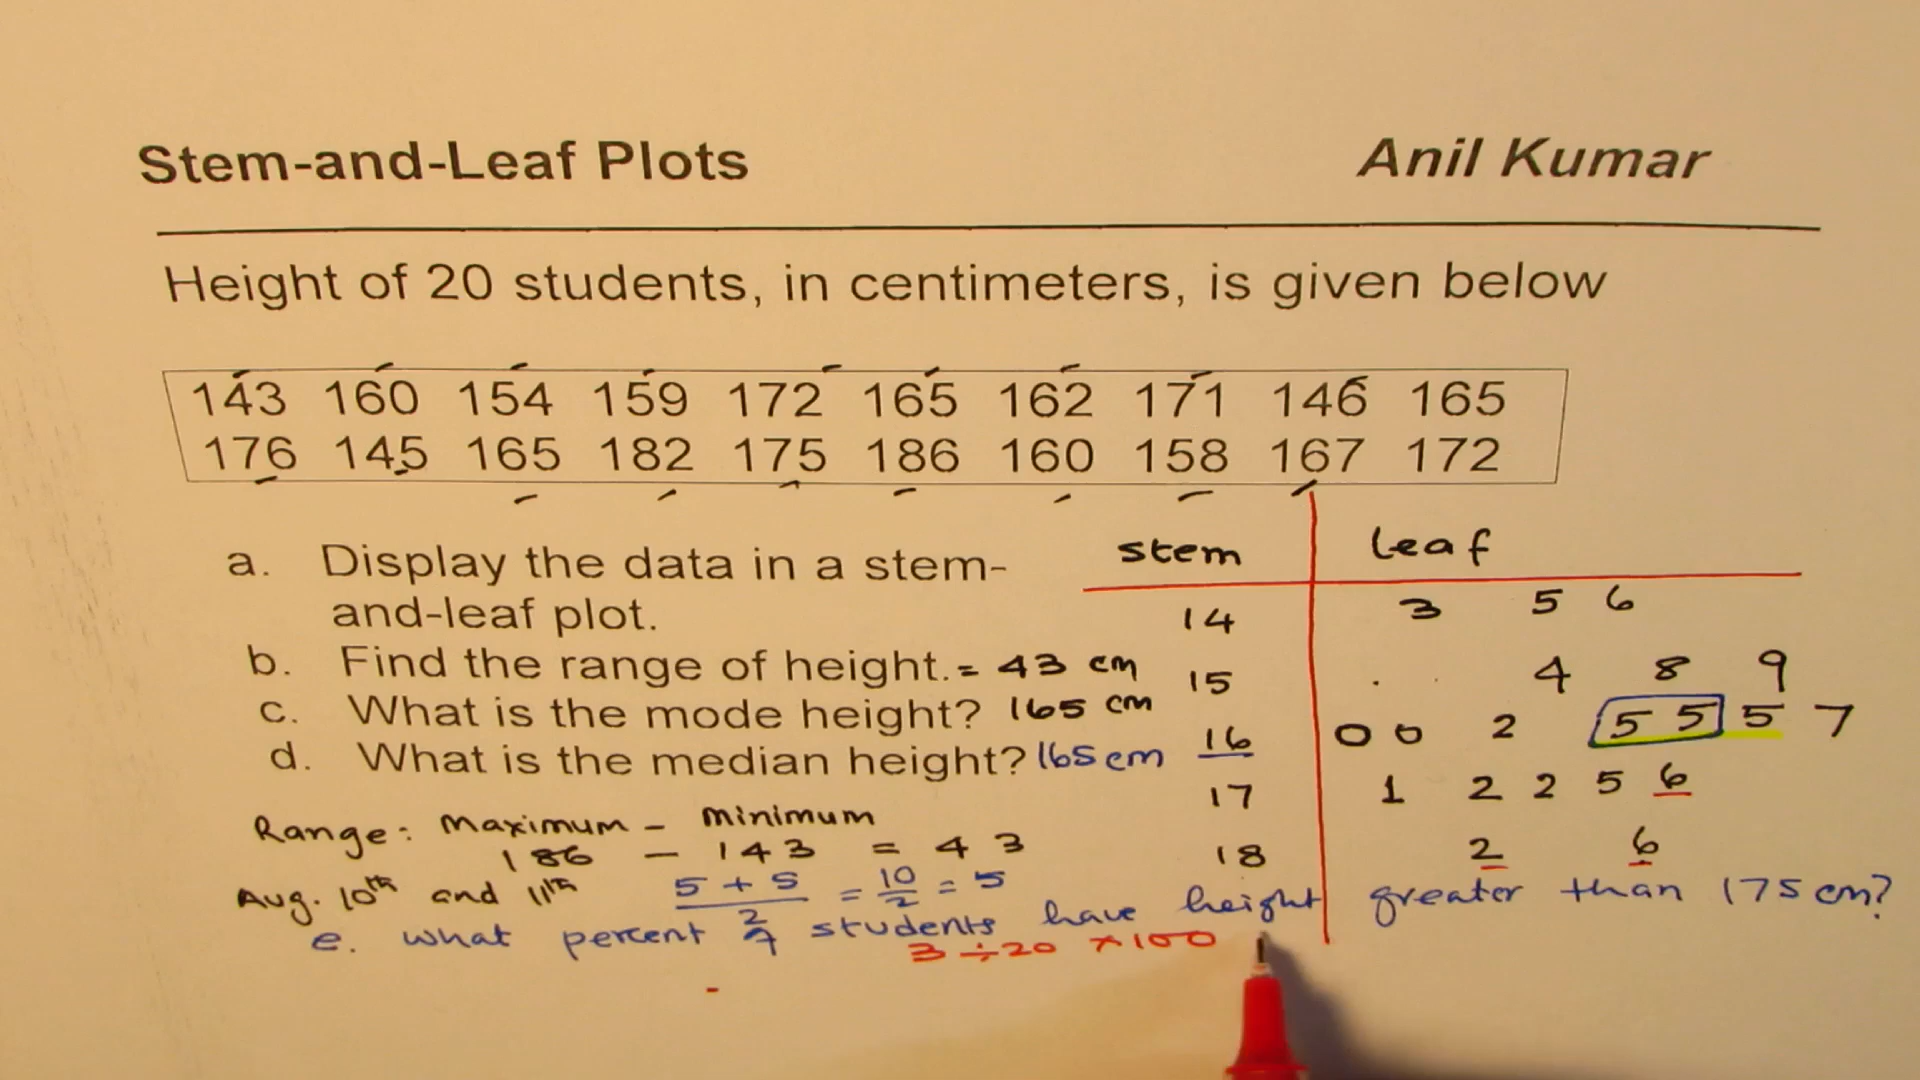 Stem-and-Leaf Plots Anil Kumar
Height of 20 students, in centimeters, is given below
143 160 154 159 172 165 162 171 146 165
176 145 165 182 175 186 160 158 167 172
stem leaf
a. Display the data in a stem-
and-leaf plot.
14 3 5 6
b. Find the range of height. = 43 cm
15 4 8 9
c. What is the mode height? 165 cm
16 0 0 2 5 5 5 7
d. What is the median height? 165 cm
17 1 2 2 5 6
Range: Maximum - Minimum
186 - 143 = 43
18 2 6
Aug. 10th and 11th 5 + 5 / 2 = 10 / 2 = 5
e. What percent of students have height greater than 175 cm?
3 ÷ 20 × 100